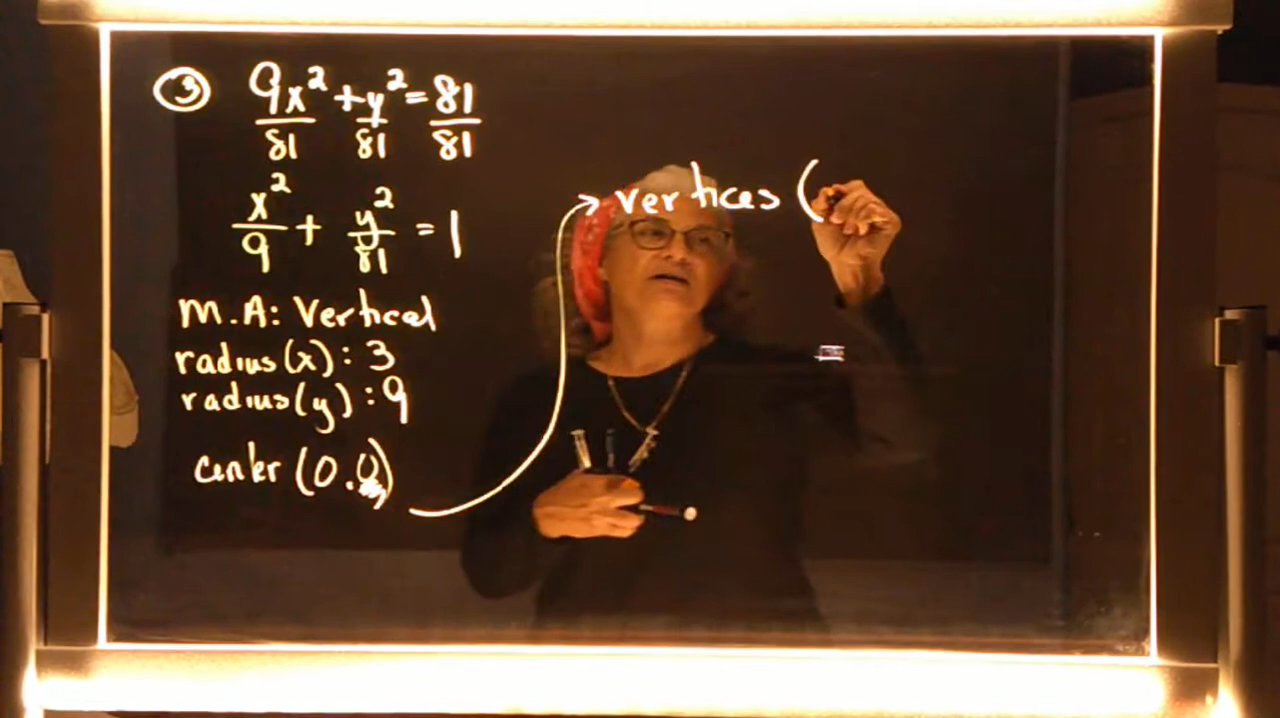 ③ 9x²/81 + y²/81 = 81/81
x²/9 + y²/81 = 1
M.A: Vertical
radius(x): 3
radius(y): 9
center (0.0)
vertices (